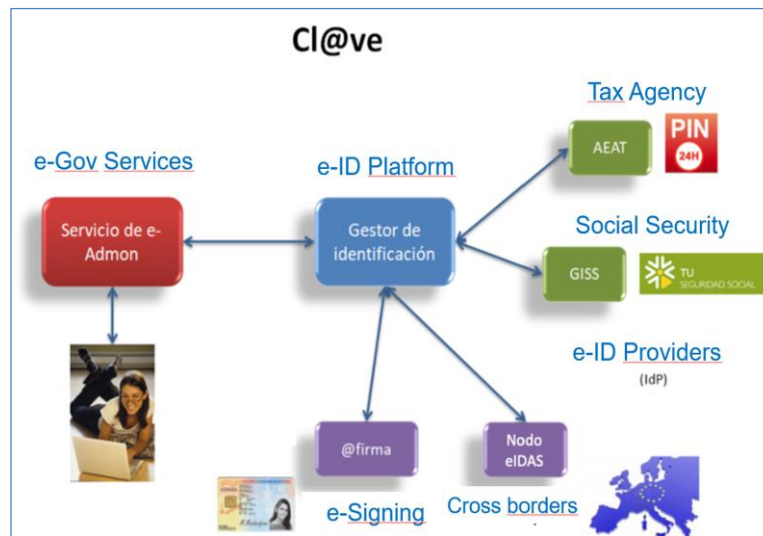 Cl@ve
Tax Agency
AEAT
PIN
24H
e-Gov Services
e-ID Platform
Servicio de e-
Admon
Gestor de
identificación
Social Security
GISS
TU
SEGURIDAD SOCIAL
e-ID Providers
(IdP)
@firma
Nodo
eIDAS
e-Signing
Cross borders